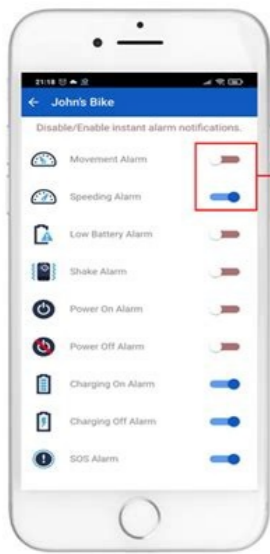 21:18
John's Bike
Disable/Enable instant alarm notifications.
Movement Alarm
Speeding Alarm
Low Battery Alarm
Shake Alarm
Power On Alarm
Power Off Alarm
Charging On Alarm
Charging Off Alarm
SOS Alarm